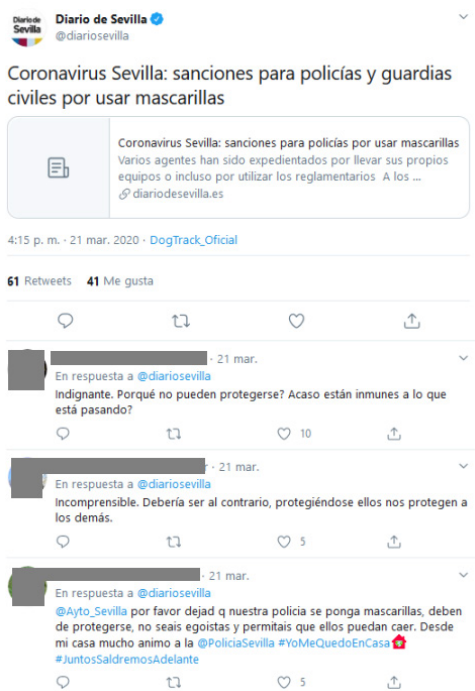 Diario de Sevilla
Diario de Sevilla
@diariosevilla
Coronavirus Sevilla: sanciones para policías y guardias
civiles por usar mascarillas
Coronavirus Sevilla: sanciones para policías por usar mascarillas
Varios agentes han sido expedientados por llevar sus propios
equipos o incluso por utilizar los reglamentarios A los ...
diariodesevilla.es
4:15 p. m. · 21 mar. 2020 · DogTrack_Oficial
61 Retweets 41 Me gusta
· 21 mar.
En respuesta a @diariosevilla
Indignante. Porqué no pueden protegerse? Acaso están inmunes a lo que
está pasando?
10
· 21 mar.
En respuesta a @diariosevilla
Incomprensible. Debería ser al contrario, protegiéndose ellos nos protegen a
los demás.
5
· 21 mar.
En respuesta a @diariosevilla
@Ayto_Sevilla por favor dejad q nuestra policia se ponga mascarillas, deben
de protegerse, no seais egoistas y permitais que ellos puedan caer. Desde
mi casa mucho animo a la @PoliciaSevilla #YoMeQuedoEnCasa
#JuntosSaldremosAdelante
5